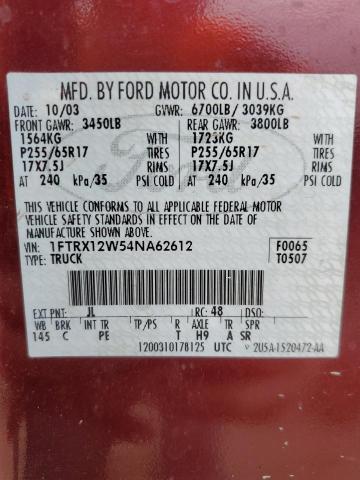 MFD. BY FORD MOTOR CO. IN U.S.A.
DATE: 10/03 GVWR: 6700LB/ 3039KG
FRONT GAWR: 3450LB REAR GAWR: 3800LB
1564KG WITH 1723KG WITH
P255/65R17 TIRES P255/65R17 TIRES
17X7.5J RIMS 17X7.5J RIMS
AT 240 kPa/35 PSI COLD AT 240 kPa/35 PSI COLD
THIS VEHICLE CONFORMS TO ALL APPLICABLE FEDERAL MOTOR
VEHICLE SAFETY STANDARDS IN EFFECT ON THE DATE OF
MANUFACTURE SHOWN ABOVE.
VIN: 1FTRX12W54NA62612 F0065
TYPE: TRUCK T0507
EXT PNT: JL RC: 48 DSO:
WB BRK INT TR TP/PS R AXLE TR SPR
145 C PE T H9 A SR
1200310178125 UTC